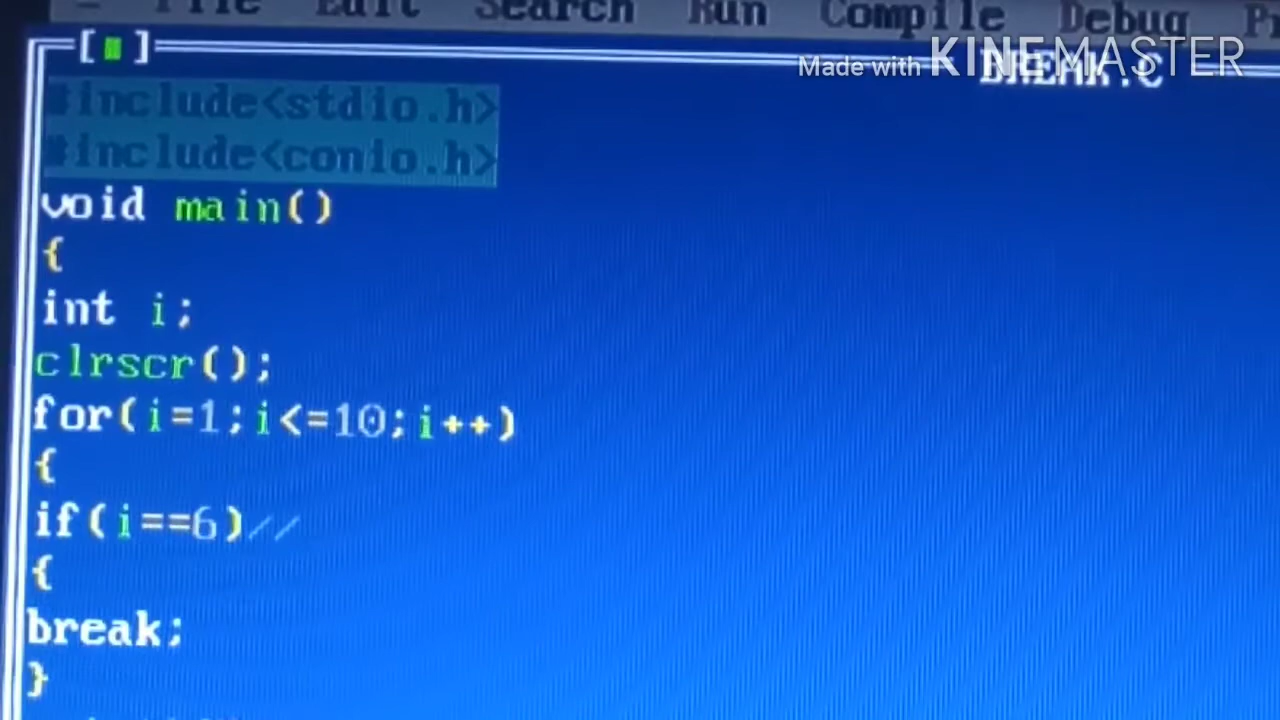 File Edit Search Run Compile Debug
Made with KINEMASTER
[■] BREAK.C
#include<stdio.h>
#include<conio.h>
void main()
{
int i;
clrscr();
for(i=1;i<=10;i++)
{
if(i==6)//
{
break;
}